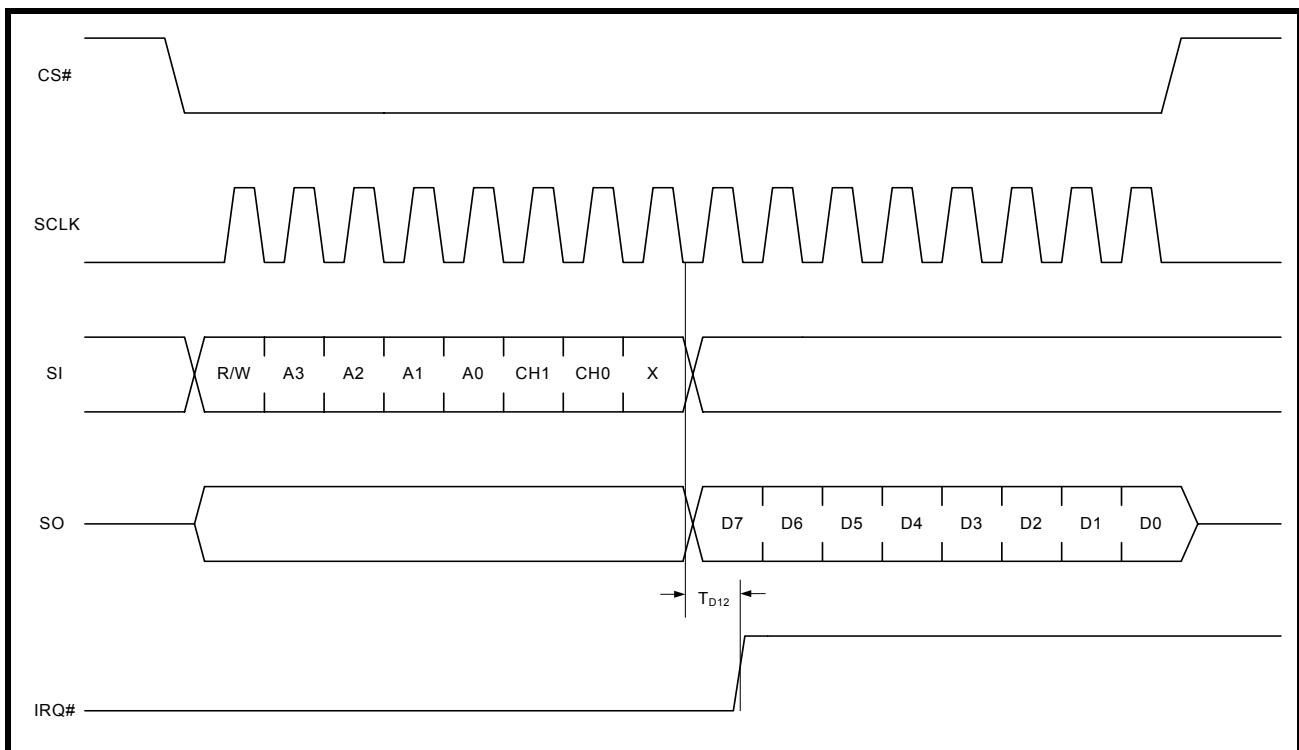 CS#
SCLK
SI R/W A3 A2 A1 A0 CH1 CH0 X
SO D7 D6 D5 D4 D3 D2 D1 D0
TD12
IRQ#